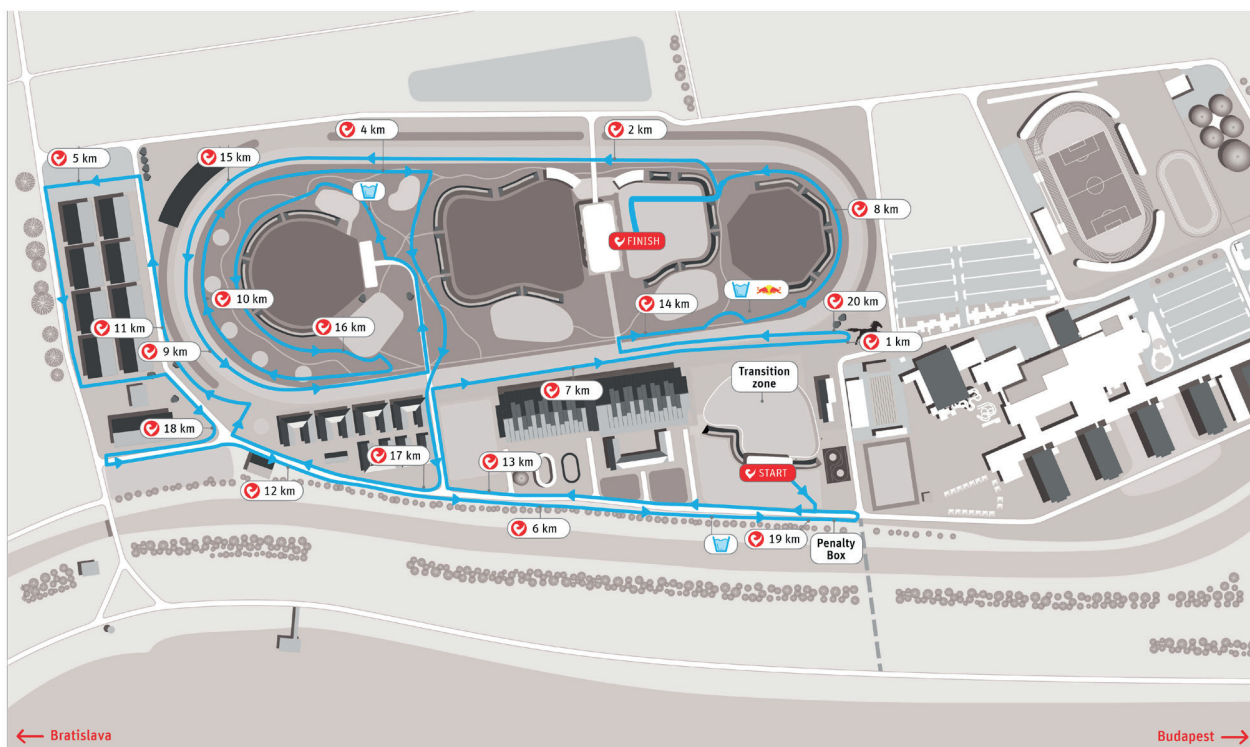 4 km
2 km
5 km
15 km
8 km
FINISH
10 km
14 km
20 km
16 km
11 km
1 km
9 km
Transition
zone
7 km
18 km
17 km
13 km
START
12 km
6 km
19 km
Penalty
Box
← Bratislava
Budapest →